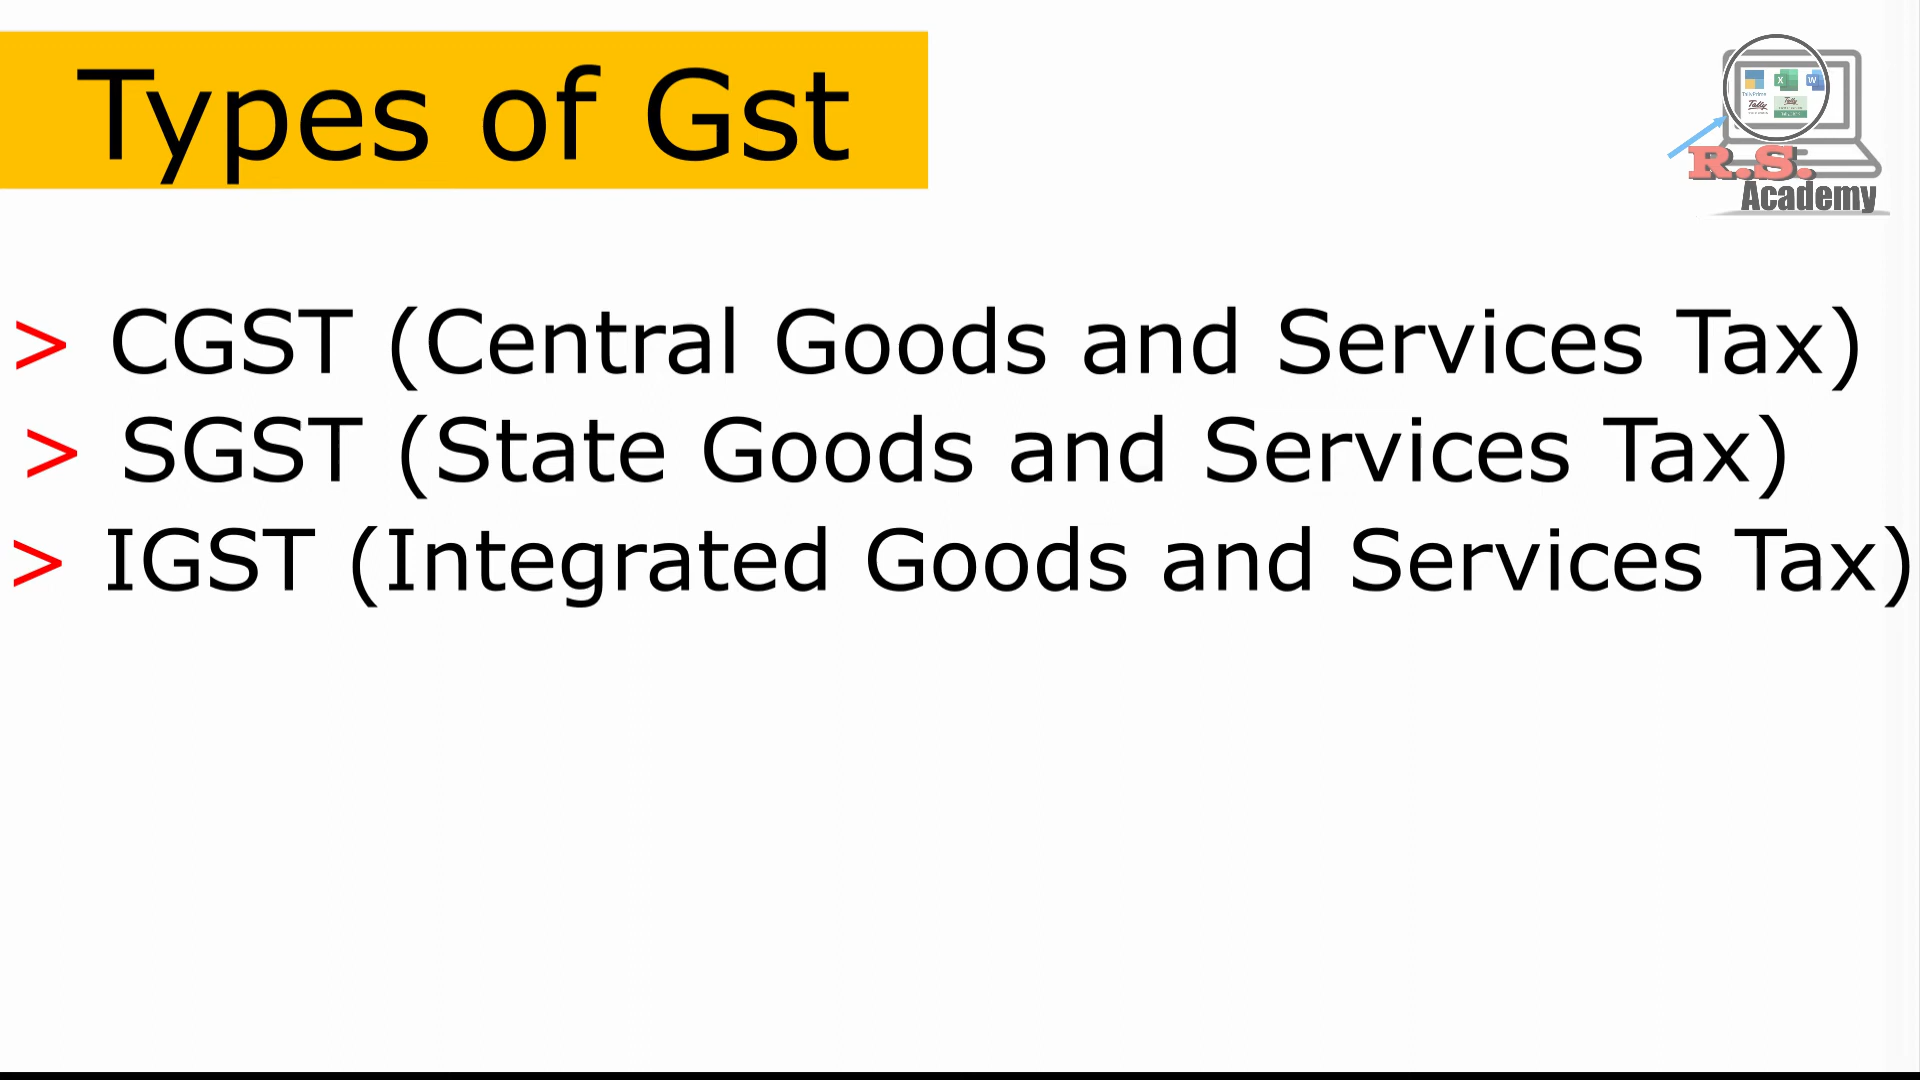 Types of Gst
R.S.
Academy
> CGST (Central Goods and Services Tax)
> SGST (State Goods and Services Tax)
> IGST (Integrated Goods and Services Tax)